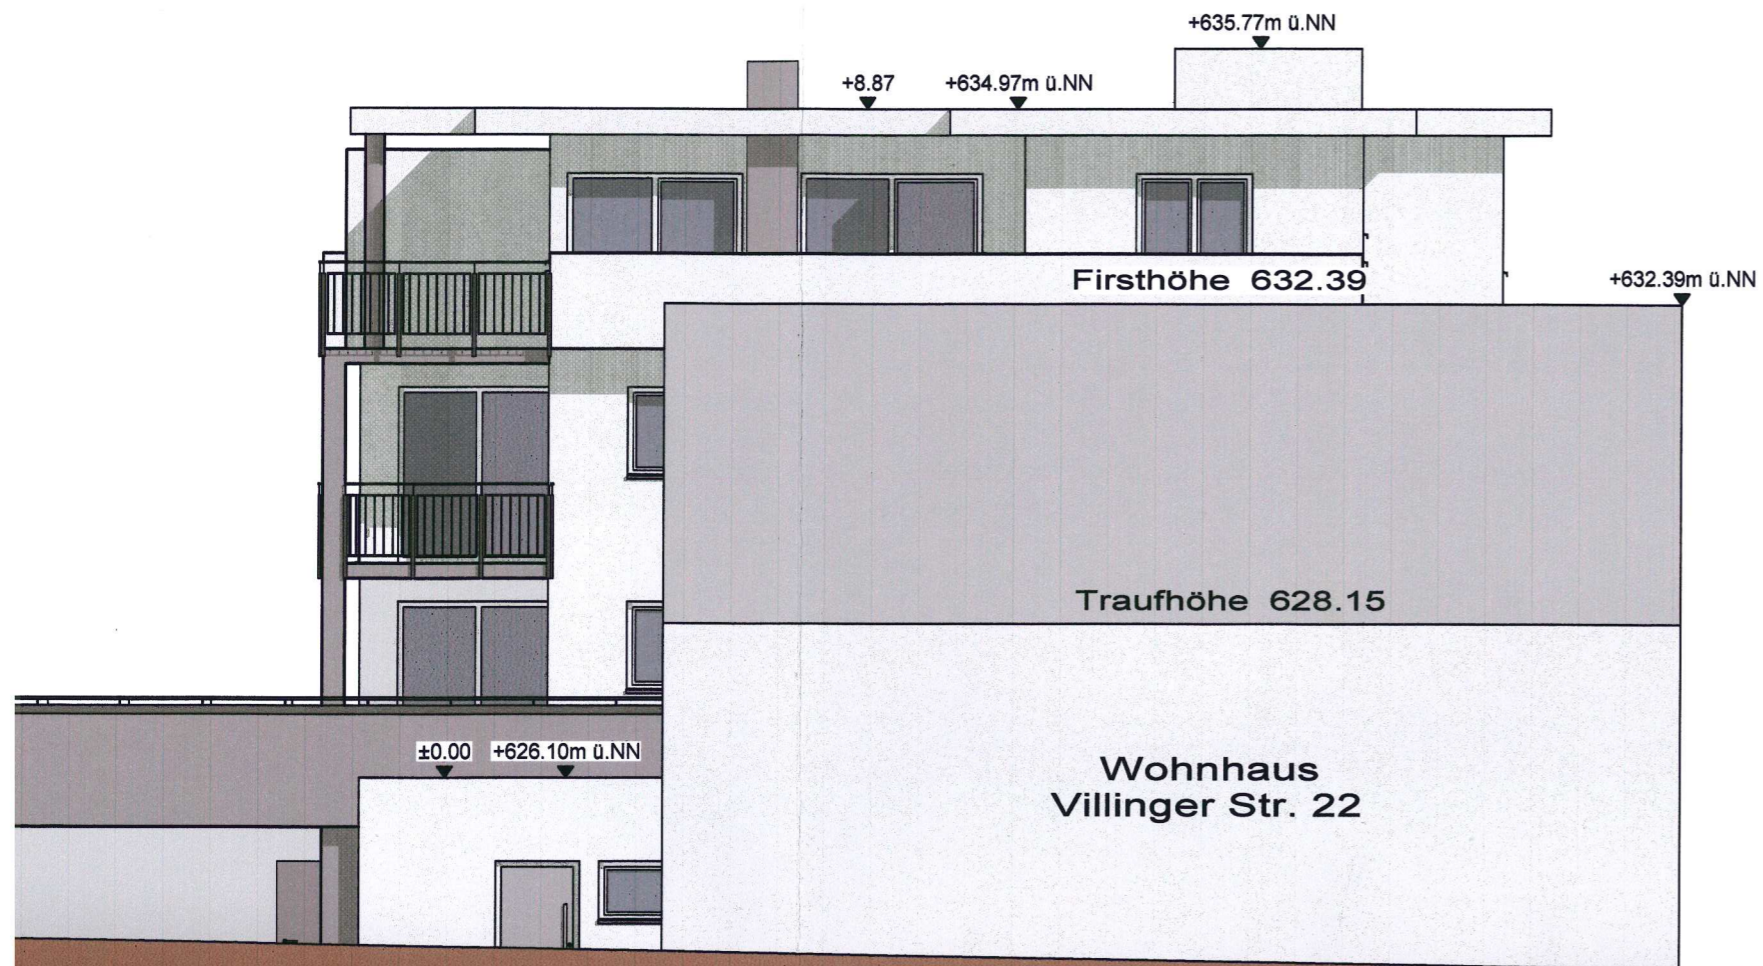 +635.77m ü.NN
+8.87
+634.97m ü.NN
Firsthöhe 632.39
+632.39m ü.NN
Traufhöhe 628.15
±0.00
+626.10m ü.NN
Wohnhaus
Villinger Str. 22